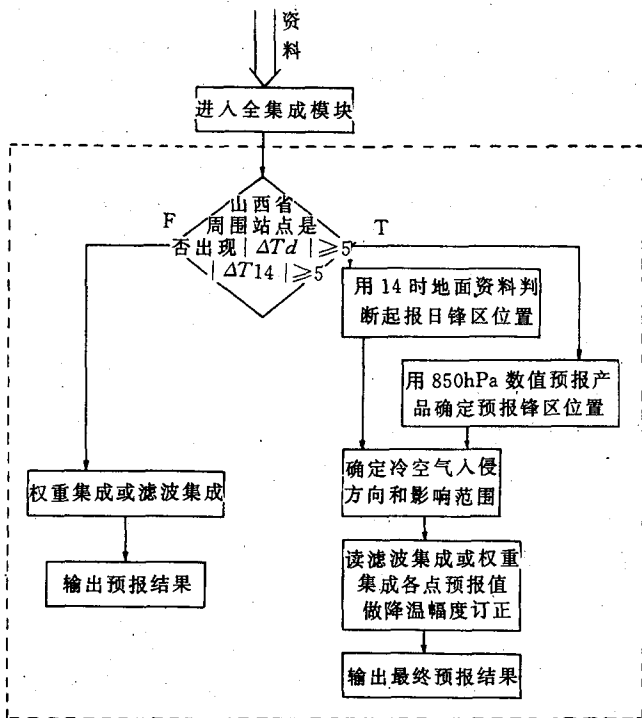 资
料
进入全集成模块
山西省
周围站点是
否出现|ΔTd|≥5
|ΔT14|≥5
F
T
用14时地面资料判
断起报日锋区位置
用850hPa数值预报产
品确定预报锋区位置
确定冷空气入侵
方向和影响范围
权重集成或滤波集成
输出预报结果
读滤波集成或权重
集成各点预报值
做降温幅度订正
输出最终预报结果